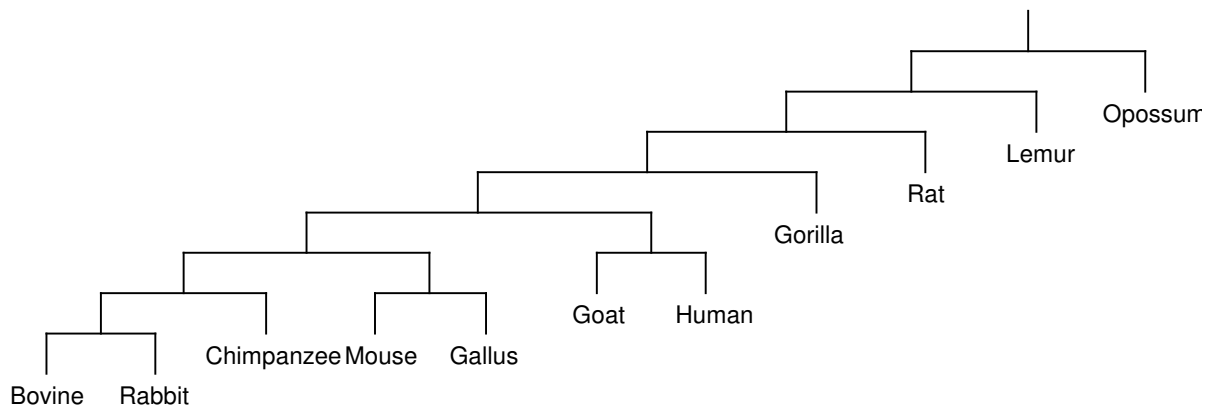 Opossum
Lemur
Rat
Gorilla
Goat Human
Chimpanzee Mouse Gallus
Bovine Rabbit